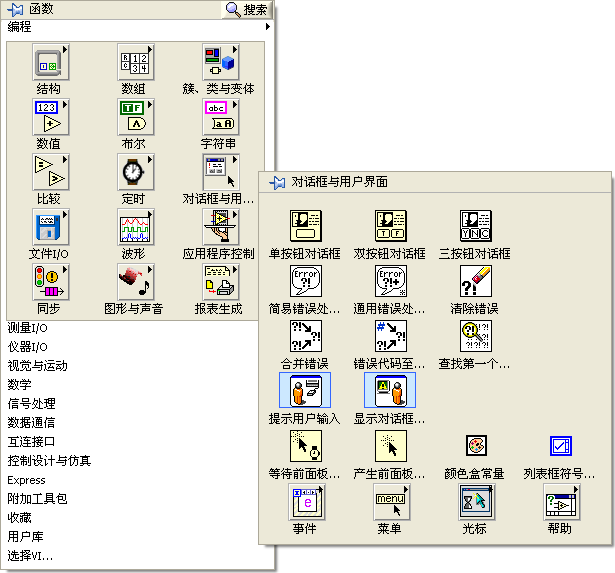 函数 搜索
编程
结构 数组 簇、类与变体
数值 布尔 字符串
比较 定时 对话框与用...
文件I/O 波形 应用程序控制
同步 图形与声音 报表生成
测量I/O
仪器I/O
视觉与运动
数学
信号处理
数据通信
互连接口
控制设计与仿真
Express
附加工具包
收藏
用户库
选择VI...
对话框与用户界面
单按钮对话框 双按钮对话框 三按钮对话框
简易错误处... 通用错误处... 清除错误
合并错误 错误代码至... 查找第一个...
提示用户输入 显示对话框...
等待前面板... 产生前面板... 颜色盒常量 列表框符号...
事件 菜单 光标 帮助